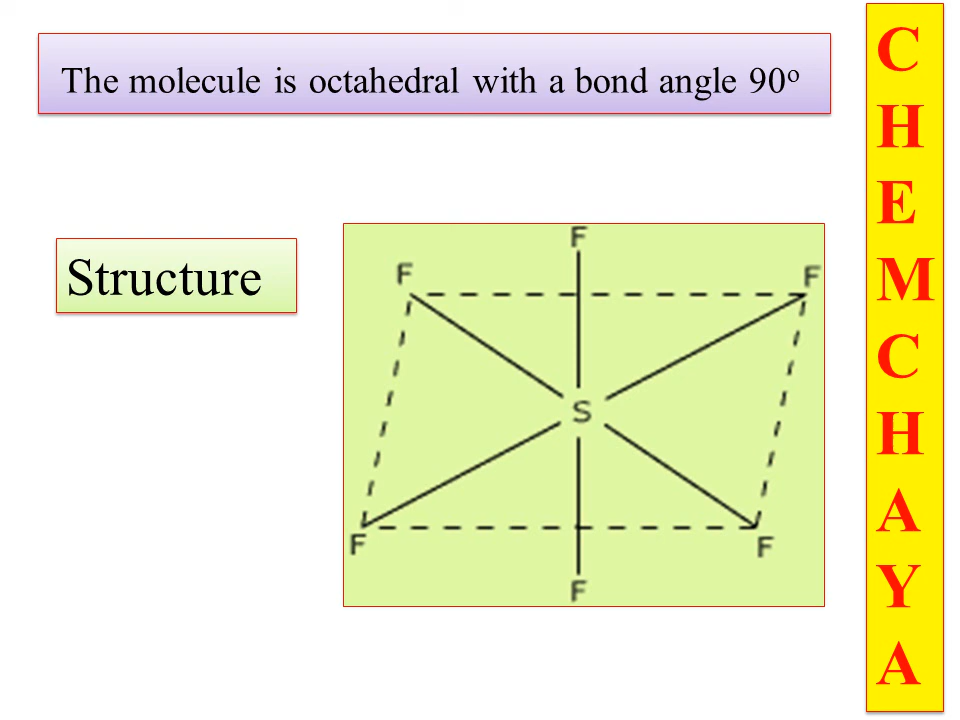 The molecule is octahedral with a bond angle 90º
Structure
F
F
F
S
F
F
F
C
H
E
M
C
H
A
Y
A